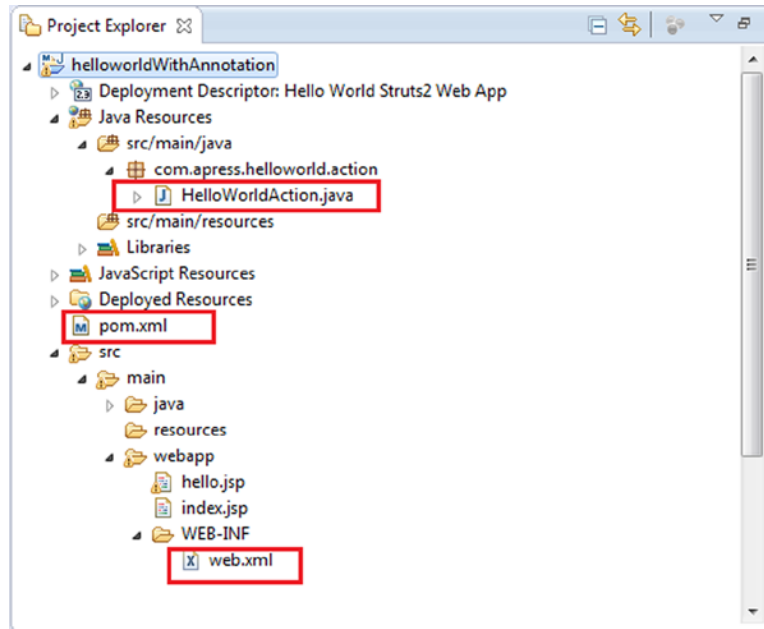 Project Explorer
helloworldWithAnnotation
Deployment Descriptor: Hello World Struts2 Web App
Java Resources
src/main/java
com.apress.helloworld.action
HelloWorldAction.java
src/main/resources
Libraries
JavaScript Resources
Deployed Resources
pom.xml
src
main
java
resources
webapp
hello.jsp
index.jsp
WEB-INF
web.xml